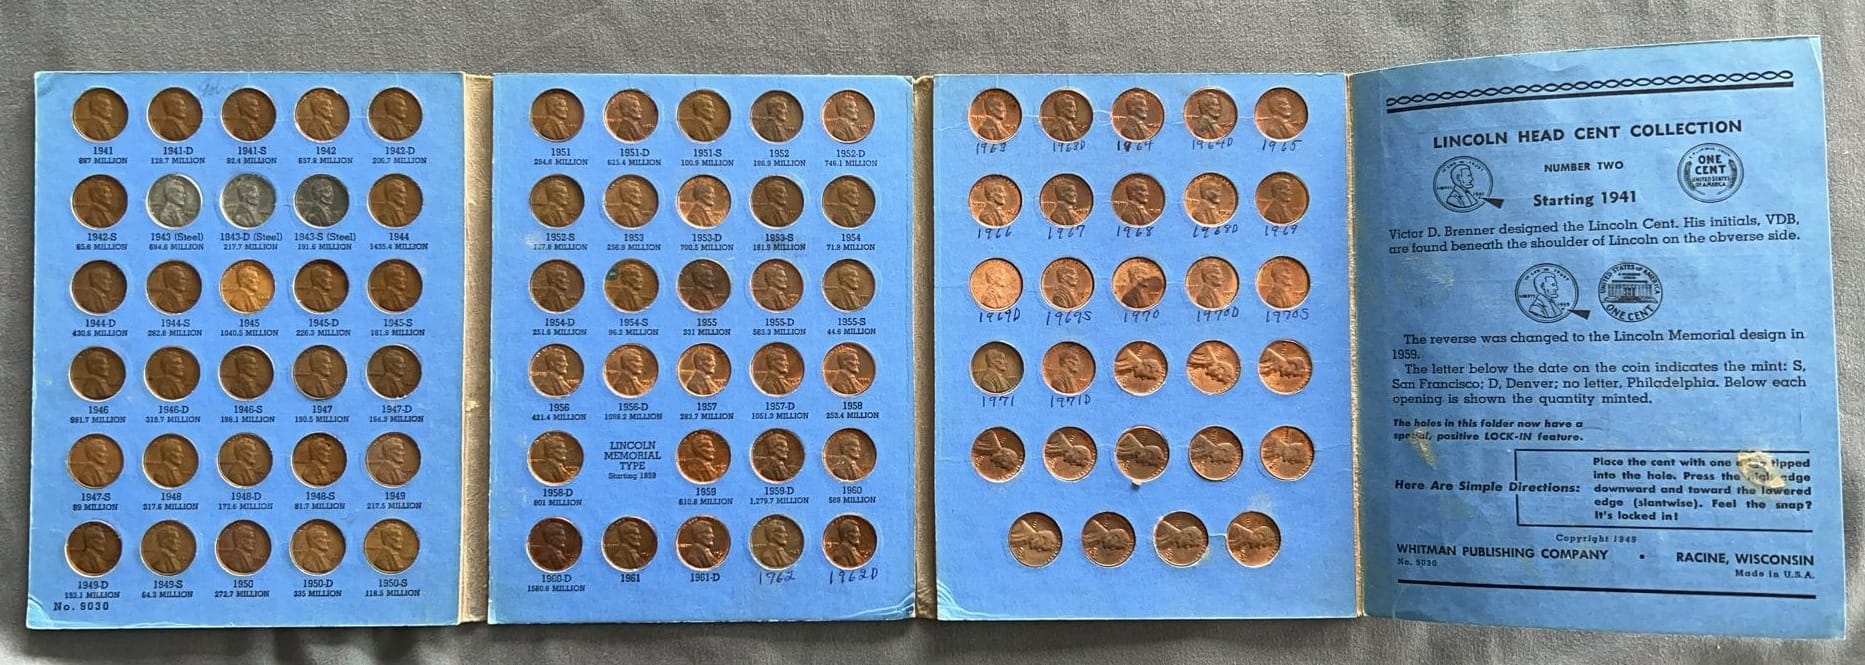 1941 1941-D 1941-S 1942 1942-D
887 MILLION 128.7 MILLION 92.4 MILLION 657.8 MILLION 206.7 MILLION
1942-S 1943 (Steel) 1943-D (Steel) 1943-S (Steel) 1944
85.6 MILLION 684.6 MILLION 217.7 MILLION 191.6 MILLION 1435.4 MILLION
1944-D 1944-S 1945 1945-D 1945-S
430.6 MILLION 282.8 MILLION 1040.5 MILLION 226.3 MILLION 181.8 MILLION
1946 1946-D 1946-S 1947 1947-D
991.7 MILLION 315.7 MILLION 198.1 MILLION 190.5 MILLION 194.8 MILLION
1947-S 1948 1948-D 1948-S 1949
99 MILLION 317.6 MILLION 172.6 MILLION 81.7 MILLION 217.5 MILLION
1949-D 1949-S 1950 1950-D 1950-S
153.1 MILLION 64.3 MILLION 272.7 MILLION 335 MILLION 118.5 MILLION
No. 9030
1951 1951-D 1951-S 1952 1952-D
294.6 MILLION 625.4 MILLION 100.9 MILLION 186.9 MILLION 746.1 MILLION
1952-S 1953 1953-D 1953-S 1954
137.8 MILLION 256.9 MILLION 700.5 MILLION 181.8 MILLION 71.9 MILLION
1954-D 1954-S 1955 1955-D 1955-S
251.6 MILLION 96.2 MILLION 331 MILLION 563.3 MILLION 44.6 MILLION
1956 1956-D 1957 1957-D 1958
421.4 MILLION 1098.2 MILLION 282.7 MILLION 1051.3 MILLION 253.4 MILLION
LINCOLN
MEMORIAL
TYPE
Starting 1959
1958-D 1959 1959-D 1960
801 MILLION 610.8 MILLION 1,279.7 MILLION 588 MILLION
1960-D 1961 1961-D 1962 1962D
1580.8 MILLION
1963 1963D 1964 1964D 1965
1966 1967 1968 1968D 1969
1969D 1969S 1970 1970D 1970S
1971 1971D
LINCOLN HEAD CENT COLLECTION
NUMBER TWO
Starting 1941
ONE
CENT
UNITED STATES
OF AMERICA
Victor D. Brenner designed the Lincoln Cent. His initials, VDB,
are found beneath the shoulder of Lincoln on the obverse side.
UNITED STATES OF AMERICA
ONE CENT
The reverse was changed to the Lincoln Memorial design in
1959.
The letter below the date on the coin indicates the mint: S,
San Francisco; D, Denver; no letter, Philadelphia. Below each
opening is shown the quantity minted.
The holes in this folder now have a
special, positive LOCK-IN feature.
Here Are Simple Directions:
Place the cent with one tipped
into the hole. Press the edge
downward and toward the lowered
edge (slantwise). Feel the snap?
It's locked in!
Copyright 1949
WHITMAN PUBLISHING COMPANY • RACINE, WISCONSIN
No. 9030 Made in U.S.A.